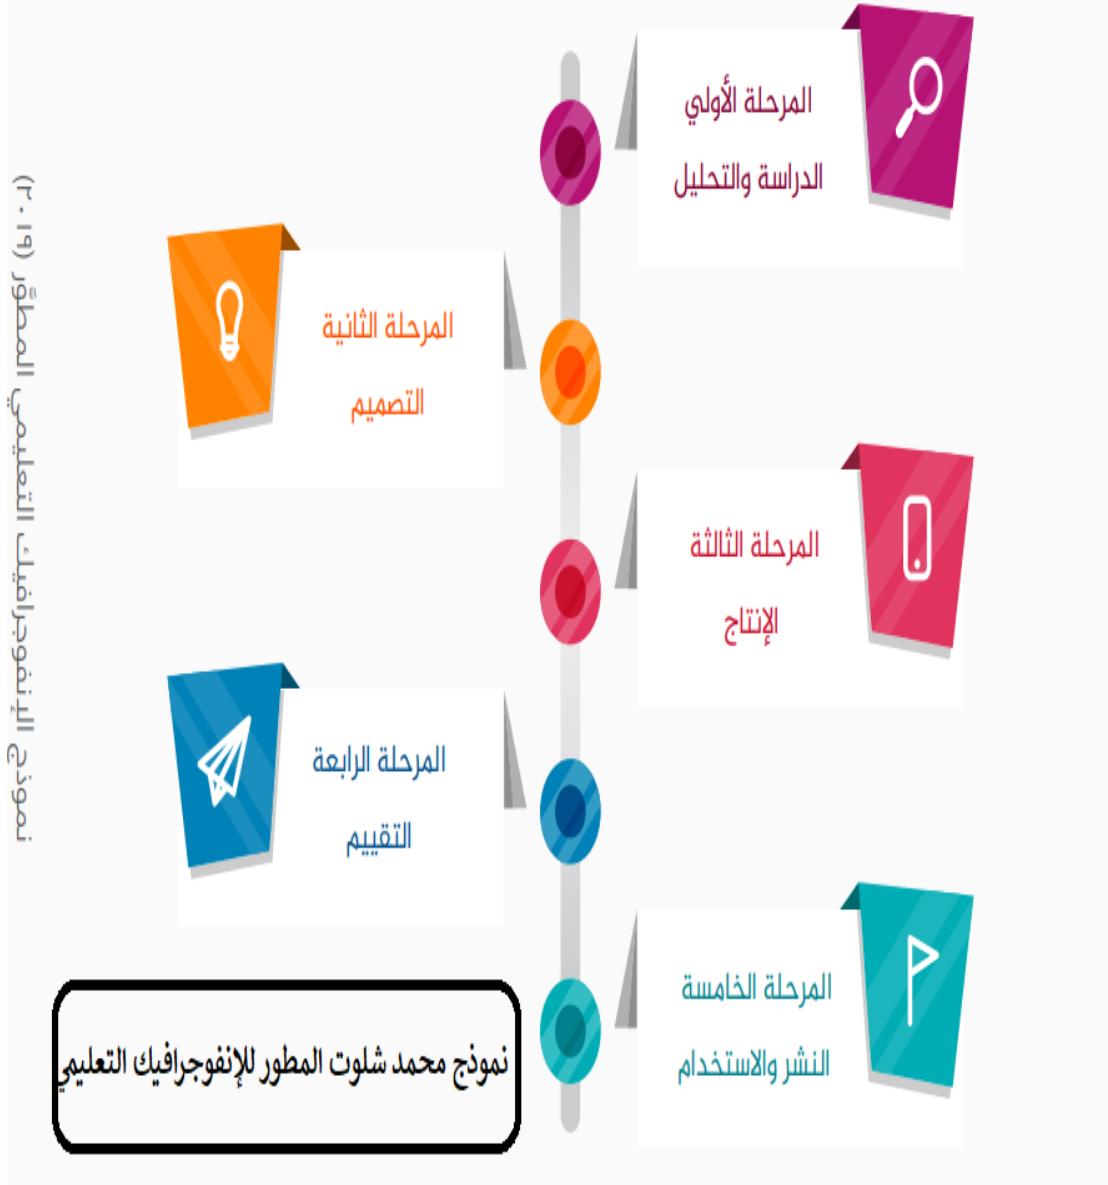 المرحلة الأولي
الدراسة والتحليل
المرحلة الثانية
التصميم
المرحلة الثالثة
الإنتاج
المرحلة الرابعة
التقييم
المرحلة الخامسة
النشر والاستخدام
نموذج محمد شلوت المطور للإنفوجرافيك التعليمي
نموذج الإنفوجرافيك التعليمي المطوَّر (٢٠١٩)